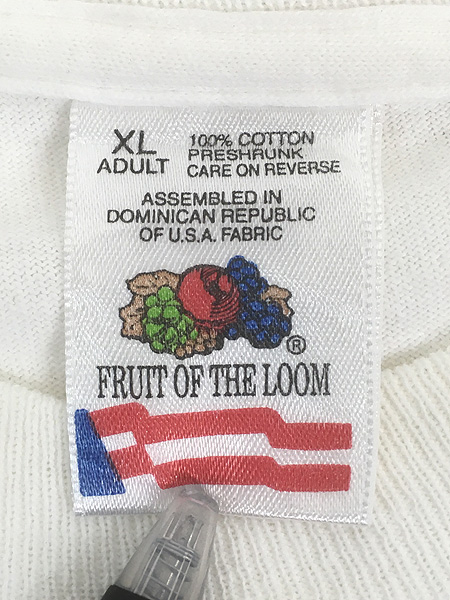 XL
ADULT
100% COTTON
PRESHRUNK
CARE ON REVERSE
ASSEMBLED IN
DOMINICAN REPUBLIC
OF U.S.A. FABRIC
®
FRUIT OF THE LOOM